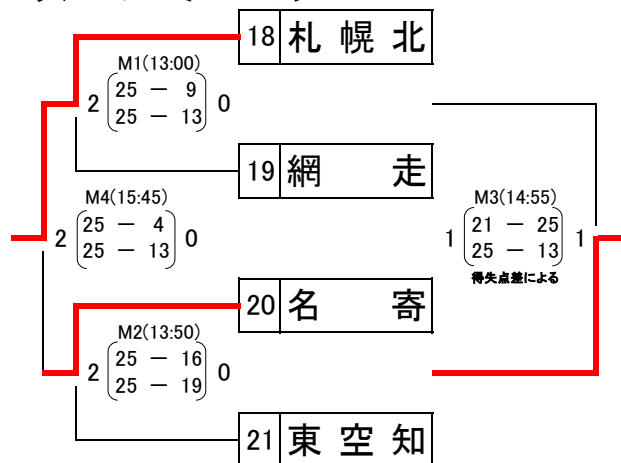 18 札 幌 北
M1(13:00)
2 25 － 9 0
25 － 13
19 網 走
M4(15:45)
2 25 － 4 0
25 － 13
M3(14:55)
1 21 － 25 1
25 － 13
得失点差による
20 名 寄
M2(13:50)
2 25 － 16 0
25 － 19
21 東 空 知